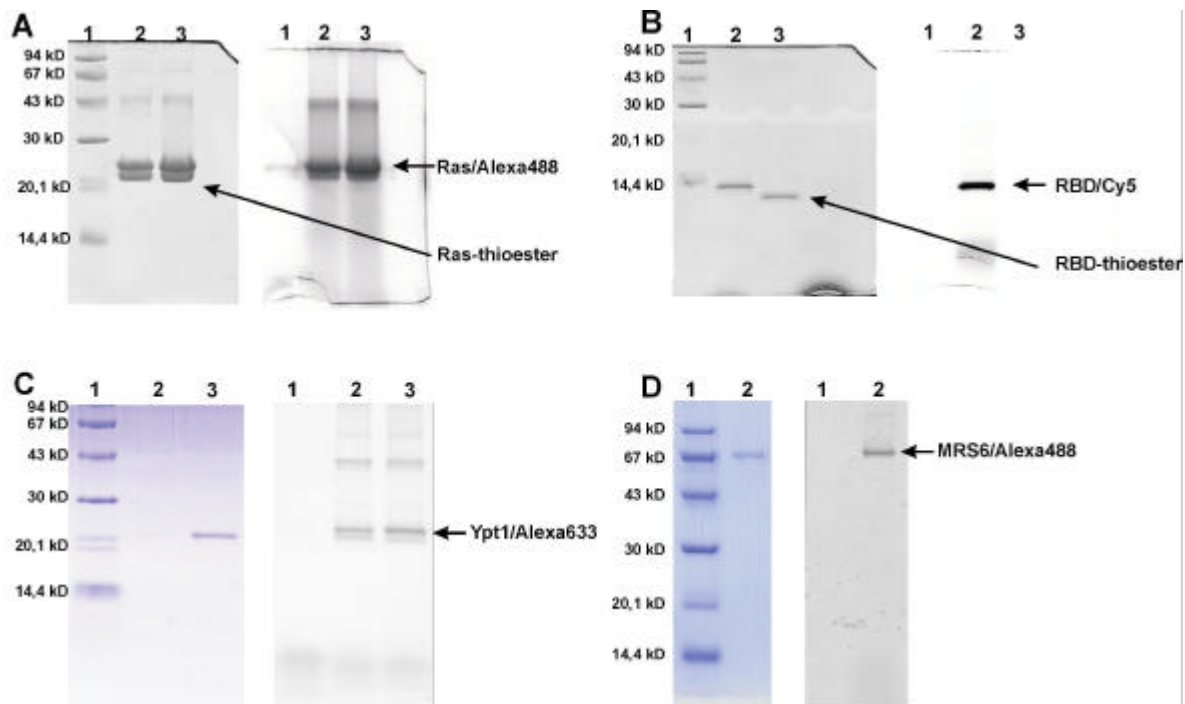 A
1 2 3
1 2 3
94 kD
67 kD
43 kD
30 kD
20,1 kD
14,4 kD
Ras/Alexa488
Ras-thioester
B
1 2 3
1 2 3
94 kD
43 kD
30 kD
20,1 kD
14,4 kD
RBD/Cy5
RBD-thioester
C
1 2 3
1 2 3
94 kD
67 kD
43 kD
30 kD
20,1 kD
14,4 kD
Ypt1/Alexa633
D
1 2
1 2
94 kD
67 kD
43 kD
30 kD
20,1 kD
14,4 kD
MRS6/Alexa488